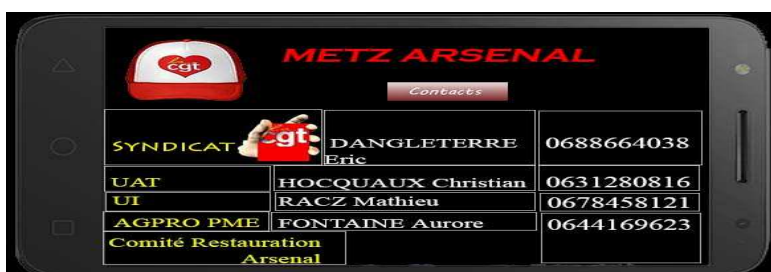 cgt
METZ ARSENAL
Contacts
SYNDICAT cgt DANGLETERRE Eric 0688664038
UAT HOCQUAUX Christian 0631280816
UI RACZ Mathieu 0678458121
AGPRO PME FONTAINE Aurore 0644169623
Comité Restauration
Arsenal